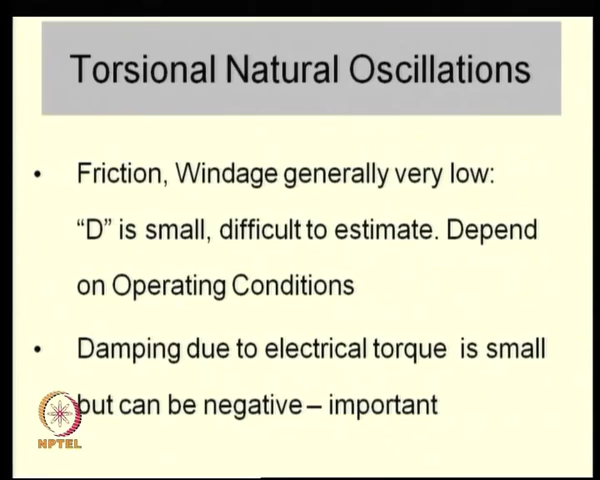 Torsional Natural Oscillations
• Friction, Windage generally very low:
“D” is small, difficult to estimate. Depend
on Operating Conditions
• Damping due to electrical torque is small
but can be negative – important
NPTEL